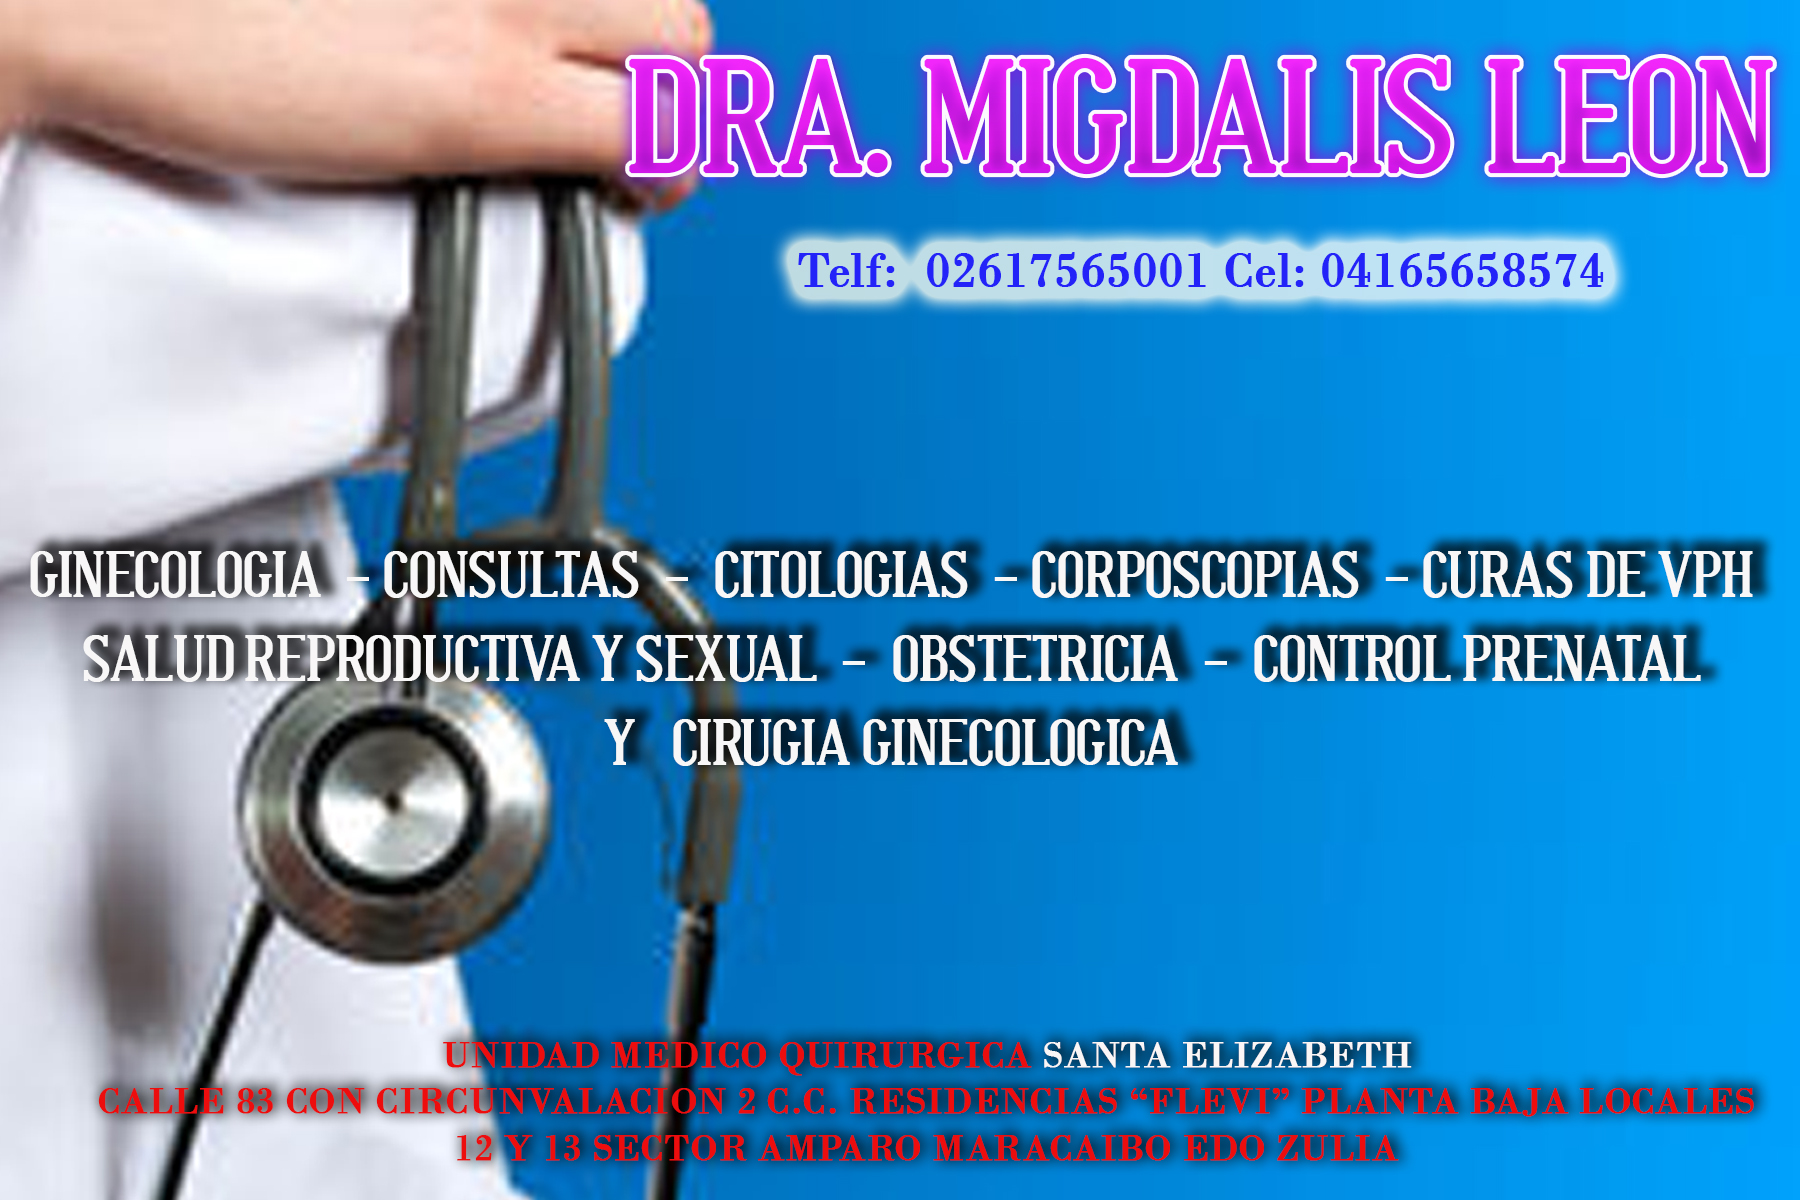 DRA. MIGDALIS LEON
Telf: 02617565001 Cel: 04165658574
GINECOLOGIA – CONSULTAS – CITOLOGIAS – CORPOSCOPIAS – CURAS DE VPH
SALUD REPRODUCTIVA Y SEXUAL – OBSTETRICIA – CONTROL PRENATAL
Y CIRUGIA GINECOLOGICA
UNIDAD MEDICO QUIRURGICA SANTA ELIZABETH
CALLE 83 CON CIRCUNVALACION 2 C.C. RESIDENCIAS “FLEVI” PLANTA BAJA LOCALES
12 Y 13 SECTOR AMPARO MARACAIBO EDO ZULIA